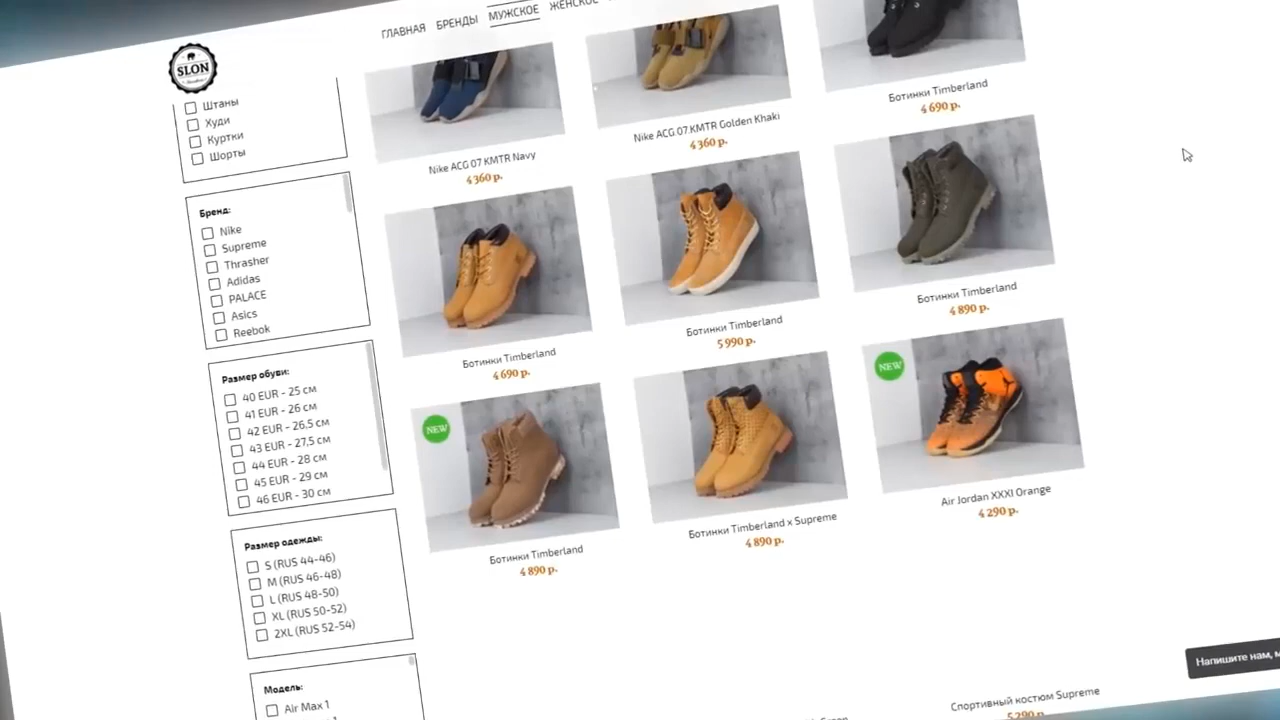 ГЛАВНАЯ БРЕНДЫ МУЖСКОЕ ЖЕНСКОЕ
SLON
Штаны
Худи
Куртки
Шорты
Бренд:
Nike
Supreme
Thrasher
Adidas
PALACE
Asics
Reebok
Размер обуви:
40 EUR - 25 см
41 EUR - 26 см
42 EUR - 26.5 см
43 EUR - 27,5 см
44 EUR - 28 см
45 EUR - 29 см
46 EUR - 30 см
Размер одежды:
S (RUS 44-46)
M (RUS 46-48)
L (RUS 48-50)
XL (RUS 50-52)
2XL (RUS 52-54)
Модель:
Air Max 1
Nike ACG 07 KMTR Navy
4 360 р.
Nike ACG 07.KMTR Golden Khaki
4 360 р.
Ботинки Timberland
4 690 р.
Ботинки Timberland
4 690 р.
Ботинки Timberland
5 990 р.
Ботинки Timberland
4 890 р.
NEW
Ботинки Timberland
4 890 р.
Ботинки Timberland x Supreme
4 890 р.
NEW
Air Jordan XXXI Orange
4 290 р.
Спортивный костюм Supreme
5 290 р.
Напишите нам, м